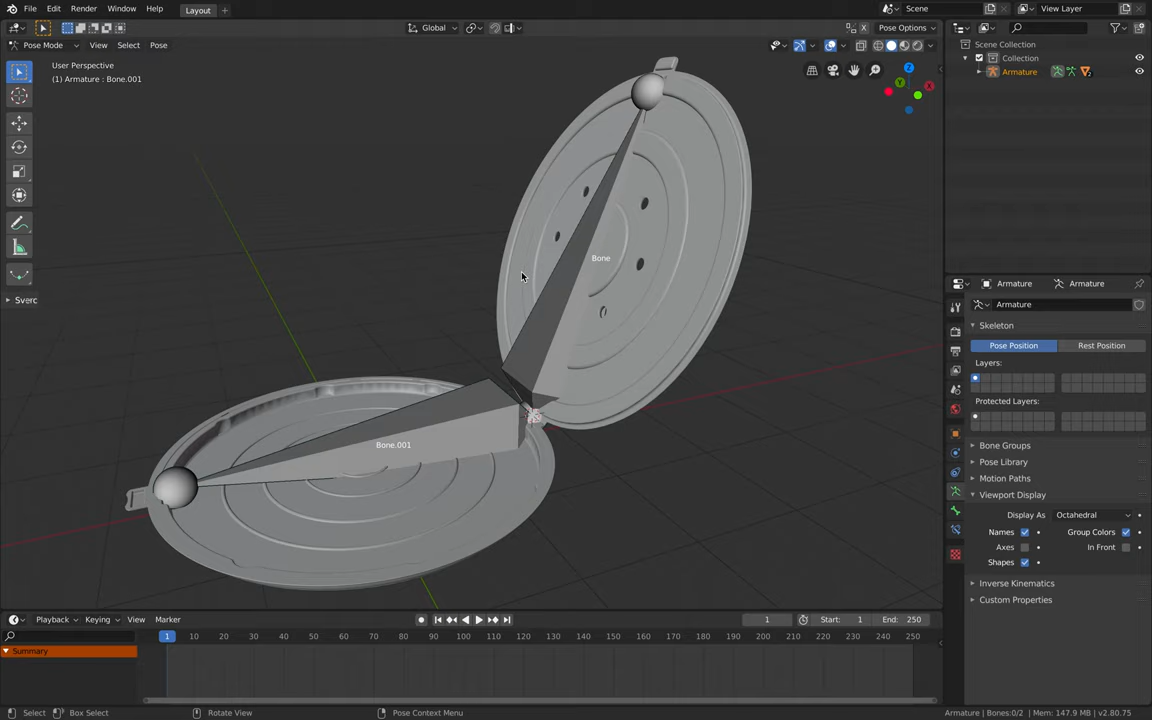 File Edit Render Window Help Layout + Scene View Layer
Global Pose Options
Pose Mode View Select Pose
User Perspective
(1) Armature : Bone.001
X
Y
Z
Bone
Bone.001
Sverc
Scene Collection
Collection
Armature
2
Armature Armature
Armature
Skeleton
Pose Position Rest Position
Layers:
Protected Layers:
Bone Groups
Pose Library
Motion Paths
Viewport Display
Display As Octahedral
Names Group Colors
Axes In Front
Shapes
Inverse Kinematics
Custom Properties
Playback Keying View Marker 1 Start: 1 End: 250
1 10 20 30 40 50 60 70 80 90 100 110 120 130 140 150 160 170 180 190 200 210 220 230 240 250
Summary
Select Box Select Rotate View Pose Context Menu Armature | Bones:0/2 | Mem: 147.9 MB | v2.80.75